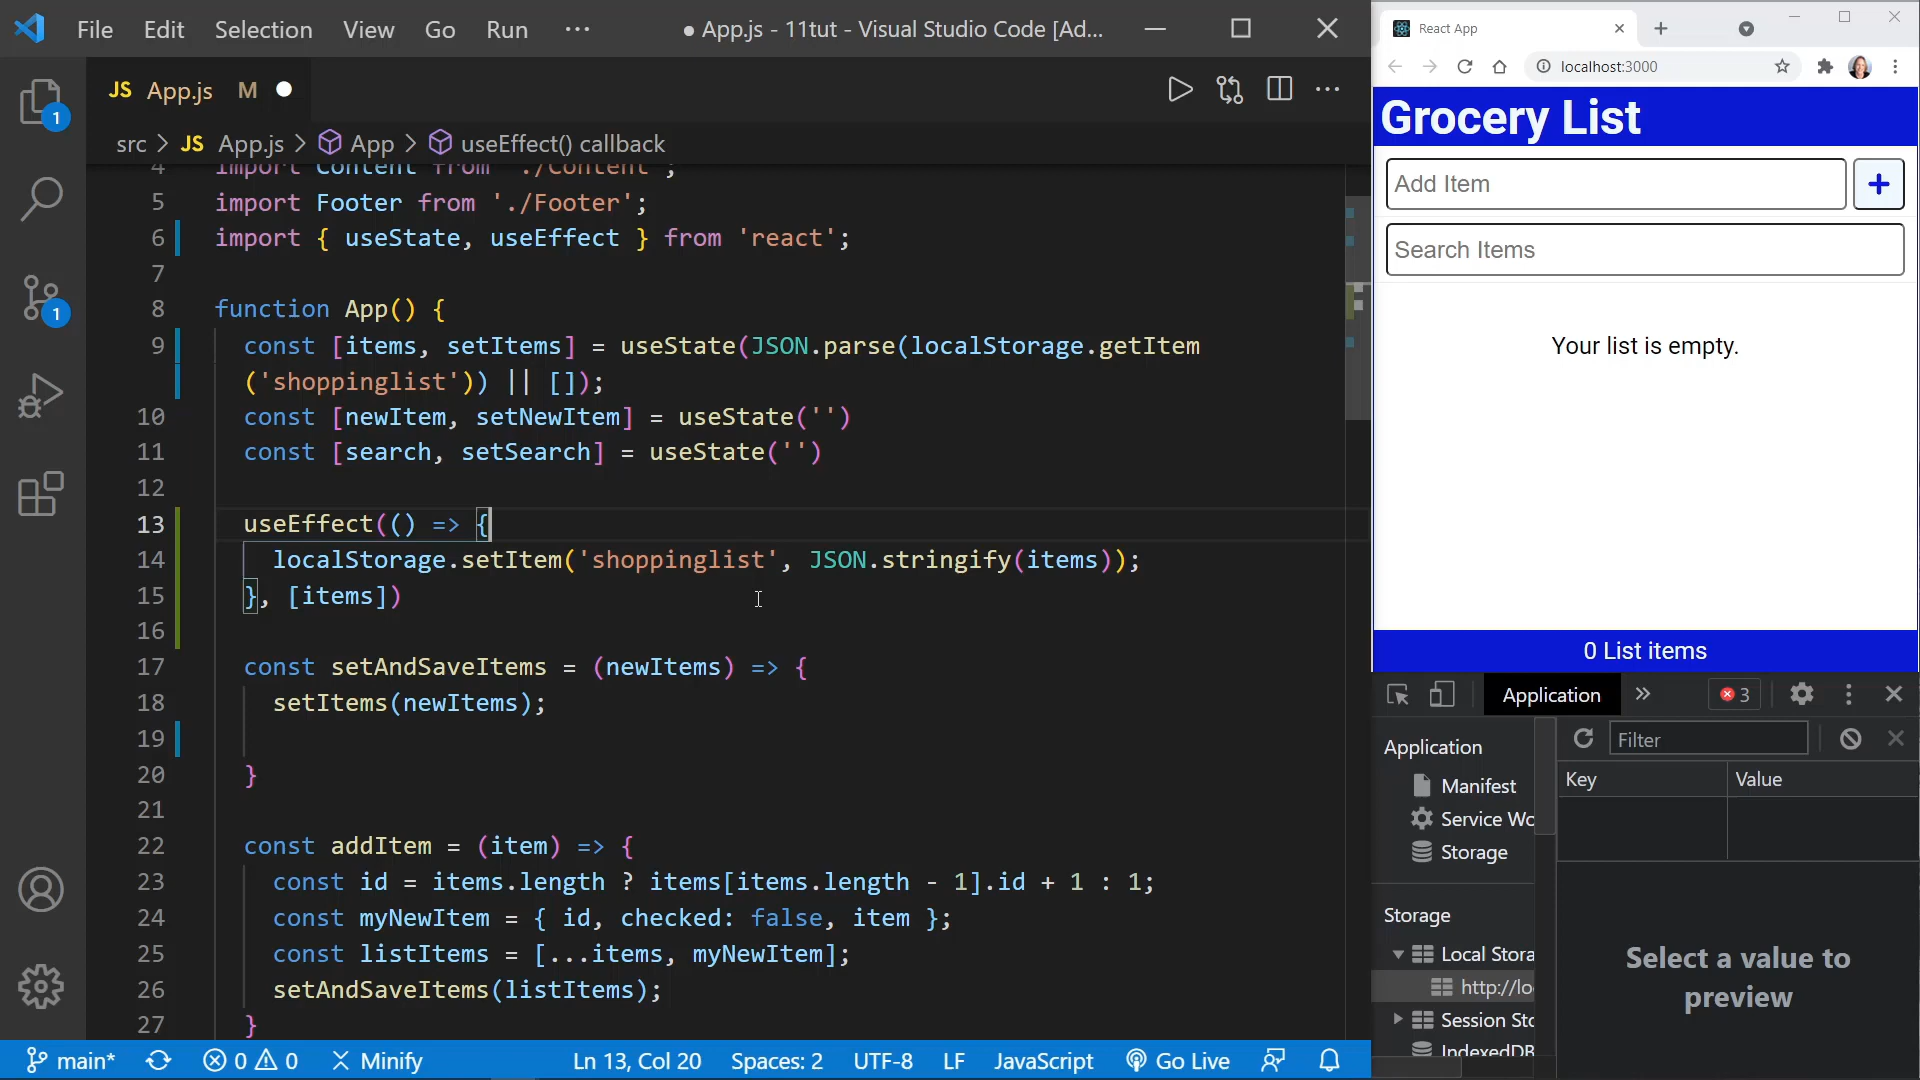 File Edit Selection View Go Run ··· ● App.js - 11tut - Visual Studio Code [Ad...
JS App.js M
src > JS App.js > App > useEffect() callback
4 import Content from './Content';
5 import Footer from './Footer';
6 import { useState, useEffect } from 'react';
7
8 function App() {
9 const [items, setItems] = useState(JSON.parse(localStorage.getItem
('shoppinglist')) || []);
10 const [newItem, setNewItem] = useState('')
11 const [search, setSearch] = useState('')
12
13 useEffect(() => {
14 localStorage.setItem('shoppinglist', JSON.stringify(items));
15 }, [items])
16
17 const setAndSaveItems = (newItems) => {
18 setItems(newItems);
19
20 }
21
22 const addItem = (item) => {
23 const id = items.length ? items[items.length - 1].id + 1 : 1;
24 const myNewItem = { id, checked: false, item };
25 const listItems = [...items, myNewItem];
26 setAndSaveItems(listItems);
27 }
1
1
main* 0 0 Minify Ln 13, Col 20 Spaces: 2 UTF-8 LF JavaScript Go Live
React App
localhost:3000
Grocery List
Add Item +
Search Items
Your list is empty.
0 List items
Application » 3
Application
Manifest
Service Wo
Storage
Storage
Local Stora
http://lo
Session Sto
IndexedDB
Filter
Key Value
Select a value to
preview